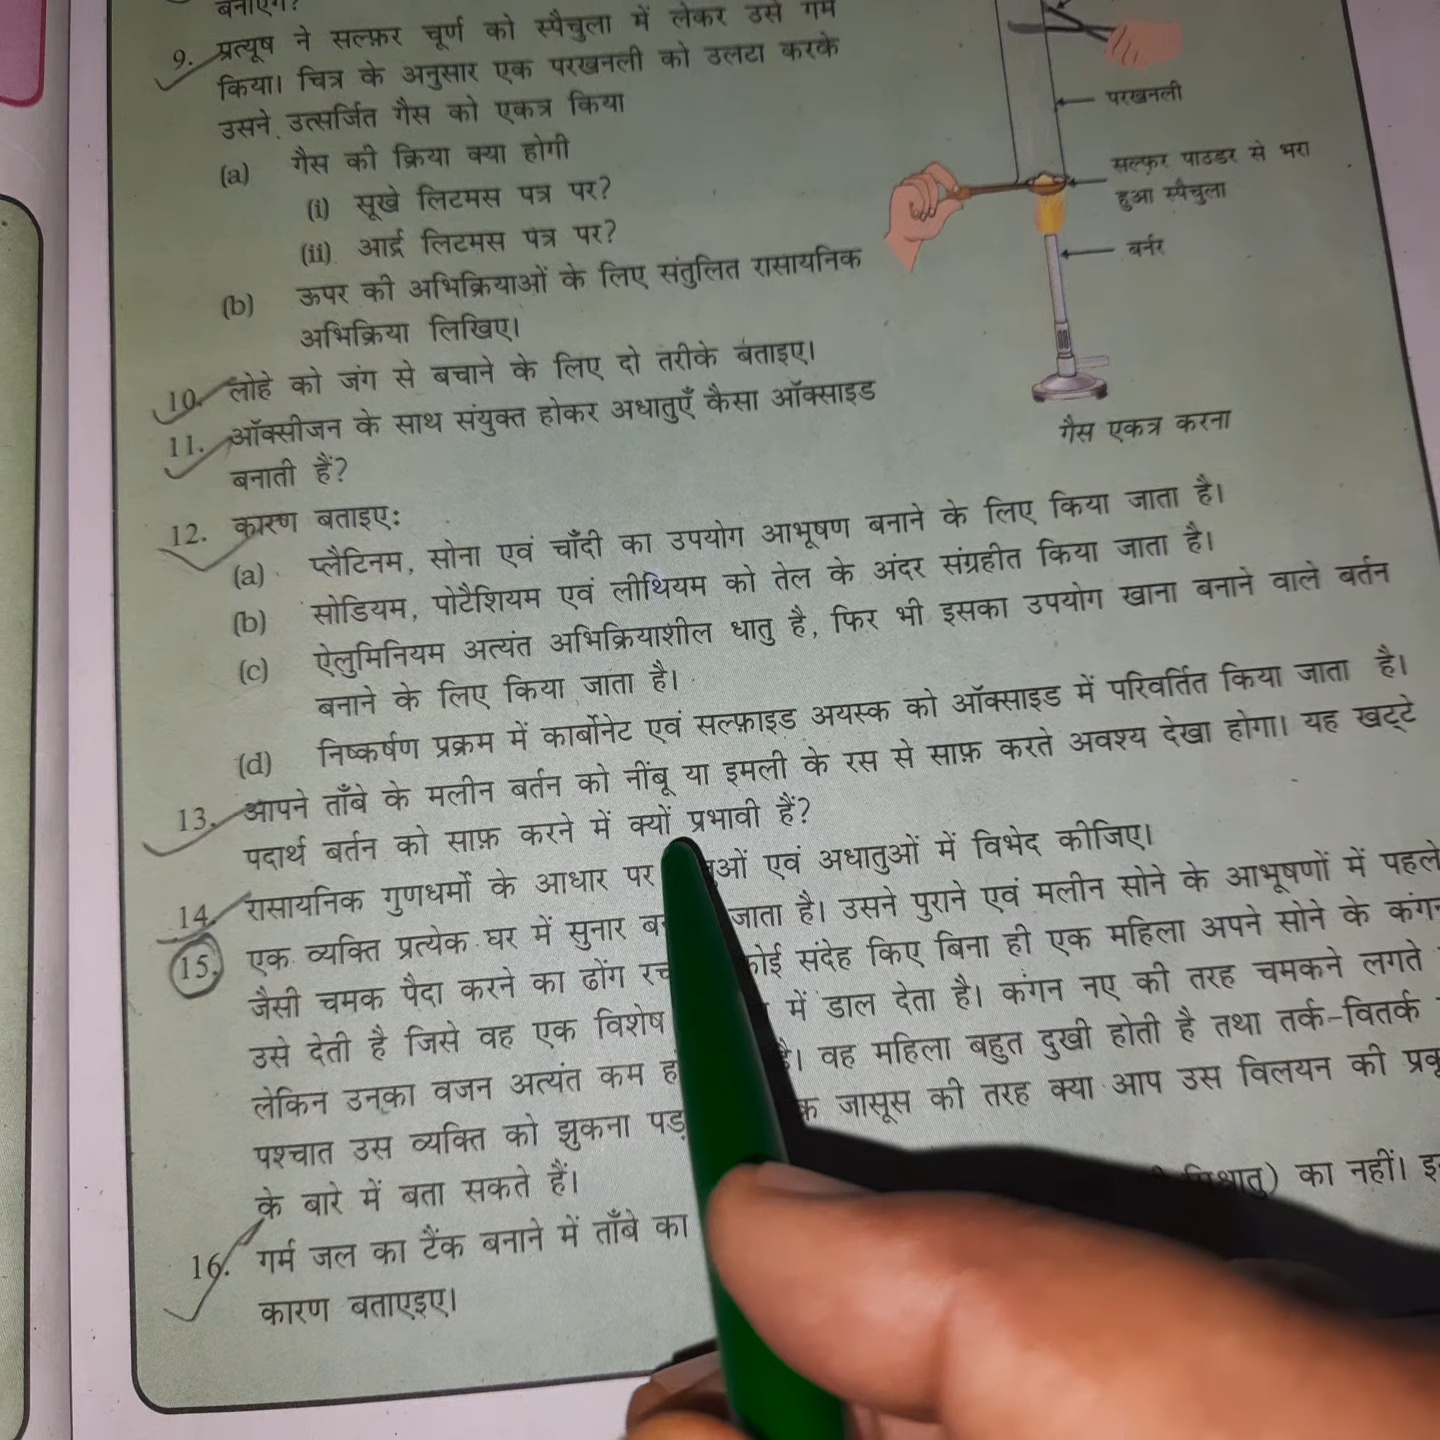 बनाएंगे?
9. प्रत्यूष ने सल्फ़र चूर्ण को स्पैचुला में लेकर उसे गर्म
किया। चित्र के अनुसार एक परखनली को उलटा करके
उसने उत्सर्जित गैस को एकत्र किया
(a) गैस की क्रिया क्या होगी
(i) सूखे लिटमस पत्र पर?
(ii) आर्द्र लिटमस पत्र पर?
(b) ऊपर की अभिक्रियाओं के लिए संतुलित रासायनिक
अभिक्रिया लिखिए।
परखनली
सल्फ़र पाउडर से भरा
हुआ स्पैचुला
बर्नर
गैस एकत्र करना
10. लोहे को जंग से बचाने के लिए दो तरीके बताइए।
11. ऑक्सीजन के साथ संयुक्त होकर अधातुएँ कैसा ऑक्साइड
बनाती हैं?
12. कारण बताइए:
(a) प्लैटिनम, सोना एवं चाँदी का उपयोग आभूषण बनाने के लिए किया जाता है।
(b) सोडियम, पोटैशियम एवं लीथियम को तेल के अंदर संग्रहीत किया जाता है।
(c) ऐलुमिनियम अत्यंत अभिक्रियाशील धातु है, फिर भी इसका उपयोग खाना बनाने वाले बर्तन
बनाने के लिए किया जाता है।
(d) निष्कर्षण प्रक्रम में कार्बोनेट एवं सल्फ़ाइड अयस्क को ऑक्साइड में परिवर्तित किया जाता है।
13. आपने ताँबे के मलीन बर्तन को नींबू या इमली के रस से साफ़ करते अवश्य देखा होगा। यह खट्टे
पदार्थ बर्तन को साफ़ करने में क्यों प्रभावी हैं?
14. रासायनिक गुणधर्मों के आधार पर एवं अधातुओं में विभेद कीजिए।
15. एक व्यक्ति प्रत्येक घर में सुनार जाता है। उसने पुराने एवं मलीन सोने के आभूषणों में पहले
जैसी चमक पैदा करने का ढोंग संदेह किए बिना ही एक महिला अपने सोने के कंगन
उसे देती है जिसे वह एक विशेष में डाल देता है। कंगन नए की तरह चमकने लगते
लेकिन उनका वजन अत्यंत कम वह महिला बहुत दुखी होती है तथा तर्क-वितर्क
पश्चात उस व्यक्ति को झुकना जासूस की तरह क्या आप उस विलयन की
के बारे में बता सकते हैं।
16. गर्म जल का टैंक बनाने में ताँबे का का नहीं।
कारण बताएइए।